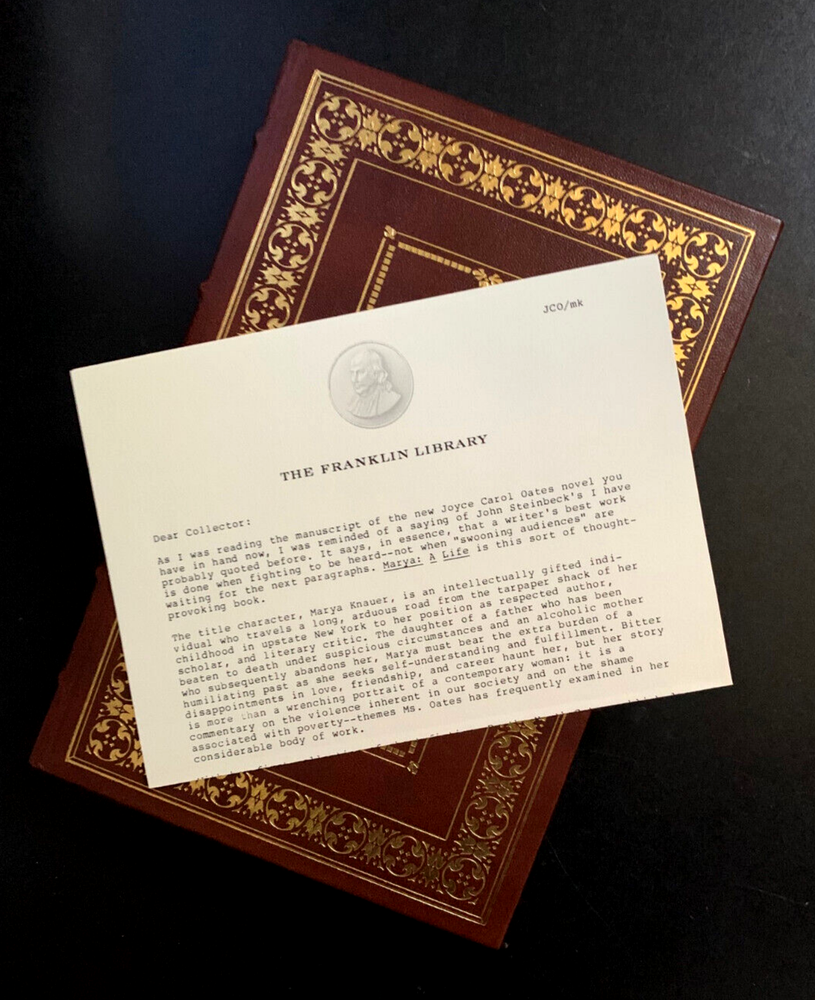 JCO/mk
THE FRANKLIN LIBRARY
Dear Collector:
As I was reading the manuscript of the new Joyce Carol Oates novel you
have in hand now, I was reminded of a saying of John Steinbeck's I have
probably quoted before. It says, in essence, that a writer's best work
is done when fighting to be heard--not when "swooning audiences" are
waiting for the next paragraphs. Marya: A Life is this sort of thought-
provoking book.
The title character, Marya Knauer, is an intellectually gifted indi-
vidual who travels a long, arduous road from the tarpaper shack of her
childhood in upstate New York to her position as respected author,
scholar, and literary critic. The daughter of a father who has been
beaten to death under suspicious circumstances and an alcoholic mother
who subsequently abandons her, Marya must bear the extra burden of a
humiliating past as she seeks self-understanding and fulfillment. Bitter
disappointments in love, friendship, and career haunt her, but her story
is more than a wrenching portrait of a contemporary woman: it is a
commentary on the violence inherent in our society and on the shame
associated with poverty--themes Ms. Oates has frequently examined in her
considerable body of work.